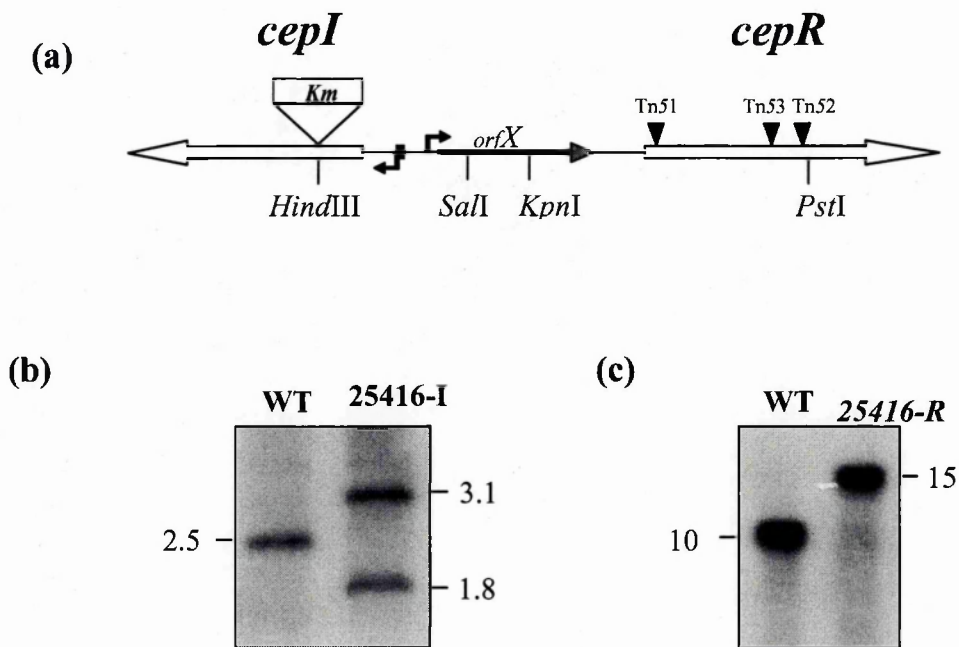 cepI cepR
(a)
Km
Tn51 Tn53 Tn52
orfX
HindIII SalI KpnI PstI
(b) (c)
WT 25416-I WT 25416-R
3.1 15
2.5 10
1.8